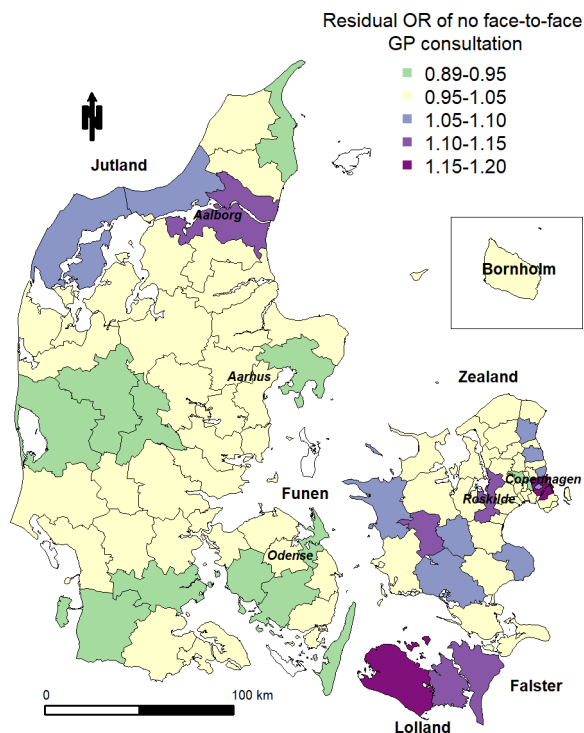 Residual OR of no face-to-face
GP consultation
0.89-0.95
0.95-1.05
1.05-1.10
1.10-1.15
1.15-1.20
N
Jutland
Aalborg
Bornholm
Aarhus
Zealand
Copenhagen
Roskilde
Funen
Odense
0
100 km
Falster
Lolland